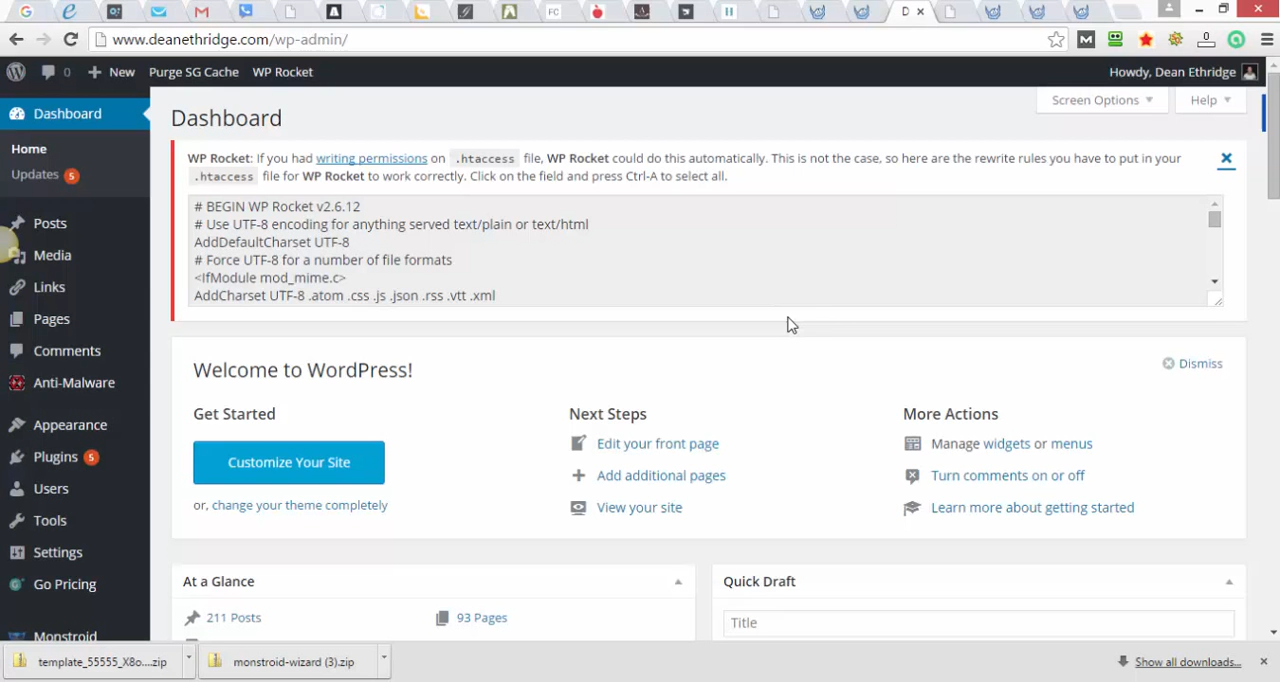 FC
D
www.deanethridge.com/wp-admin/
M
0
0
New
Purge SG Cache
WP Rocket
Howdy, Dean Ethridge
Dashboard
Home
Updates 5
Posts
Media
Links
Pages
Comments
Anti-Malware
Appearance
Plugins 5
Users
Tools
Settings
Go Pricing
Monstroid
Screen Options
Help
Dashboard
WP Rocket: If you had writing permissions on .htaccess file, WP Rocket could do this automatically. This is not the case, so here are the rewrite rules you have to put in your
.htaccess file for WP Rocket to work correctly. Click on the field and press Ctrl-A to select all.
# BEGIN WP Rocket v2.6.12
# Use UTF-8 encoding for anything served text/plain or text/html
AddDefaultCharset UTF-8
# Force UTF-8 for a number of file formats
<IfModule mod_mime.c>
AddCharset UTF-8 .atom .css .js .json .rss .vtt .xml
Welcome to WordPress!
Dismiss
Get Started
Customize Your Site
or, change your theme completely
Next Steps
Edit your front page
Add additional pages
View your site
More Actions
Manage widgets or menus
Turn comments on or off
Learn more about getting started
At a Glance
211 Posts
93 Pages
Quick Draft
Title
template_55555_X8o....zip
monstroid-wizard (3).zip
Show all downloads...